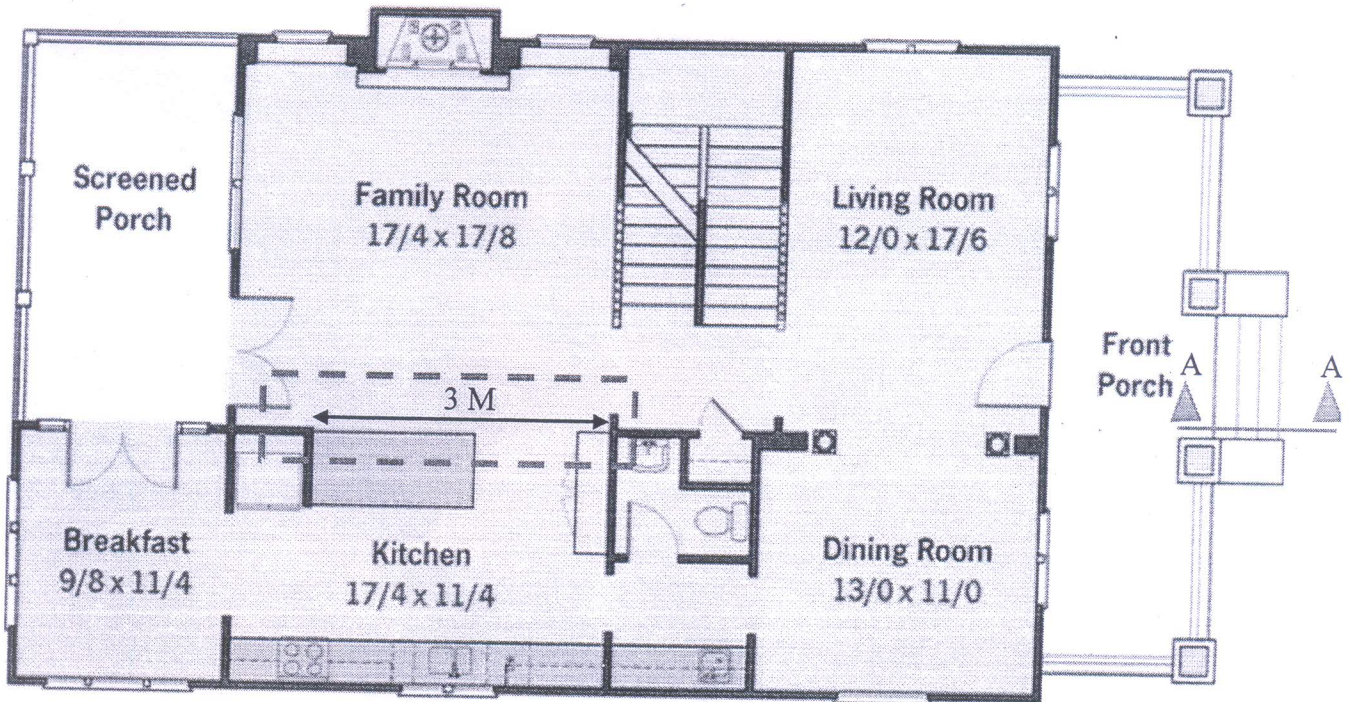 Screened
Porch
Family Room
17/4 x 17/8
Living Room
12/0 x 17/6
Front
Porch
A
A
3 M
Breakfast
9/8 x 11/4
Kitchen
17/4 x 11/4
Dining Room
13/0 x 11/0